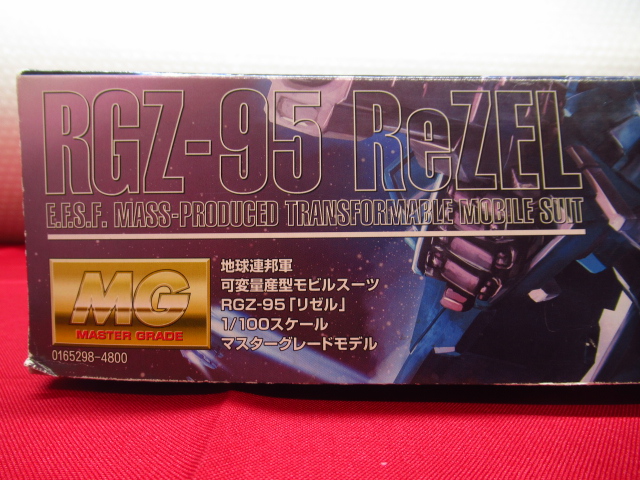 RGZ-95 ReZEL
E.F.S.F. MASS-PRODUCED TRANSFORMABLE MOBILE SUIT
MG
MASTER GRADE
0165298-4800
地球連邦軍
可変量産型モビルスーツ
RGZ-95「リゼル」
1/100スケール
マスターグレードモデル